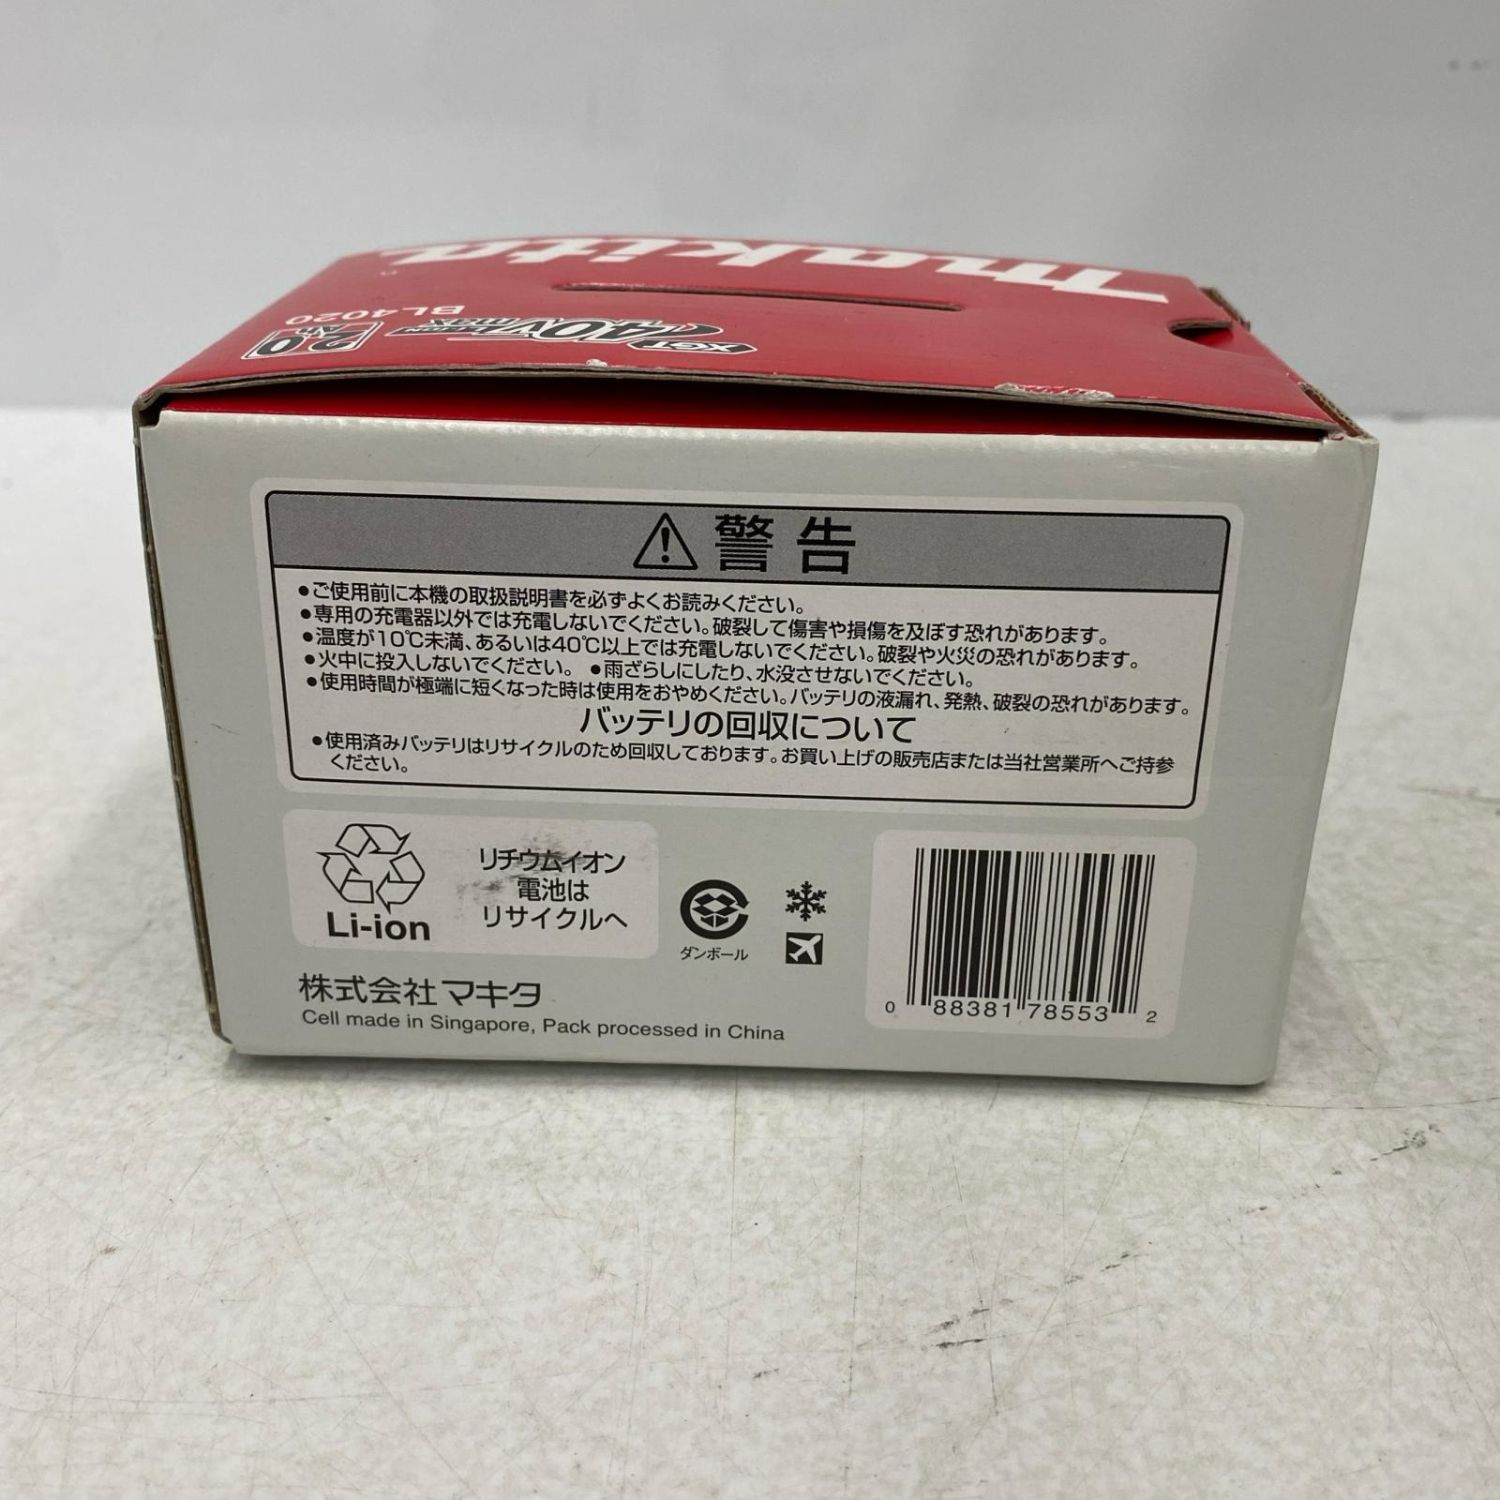 makita
BL4020
XGT 40Vmax Li-ion
2.0Ah
⚠警告
●ご使用前に本機の取扱説明書を必ずよくお読みください。
●専用の充電器以外では充電しないでください。破裂して傷害や損傷を及ぼす恐れがあります。
●温度が10℃未満、あるいは40℃以上では充電しないでください。破裂や火災の恐れがあります。
●火中に投入しないでください。 ●雨ざらしにしたり、水没させないでください。
●使用時間が極端に短くなった時は使用をおやめください。バッテリの液漏れ、発熱、破裂の恐れがあります。
バッテリの回収について
●使用済みバッテリはリサイクルのため回収しております。お買い上げの販売店または当社営業所へご持参
ください。
Li-ion
リチウムイオン
電池は
リサイクルへ
ダンボール
株式会社マキタ
Cell made in Singapore, Pack processed in China
0 88381 78553 2